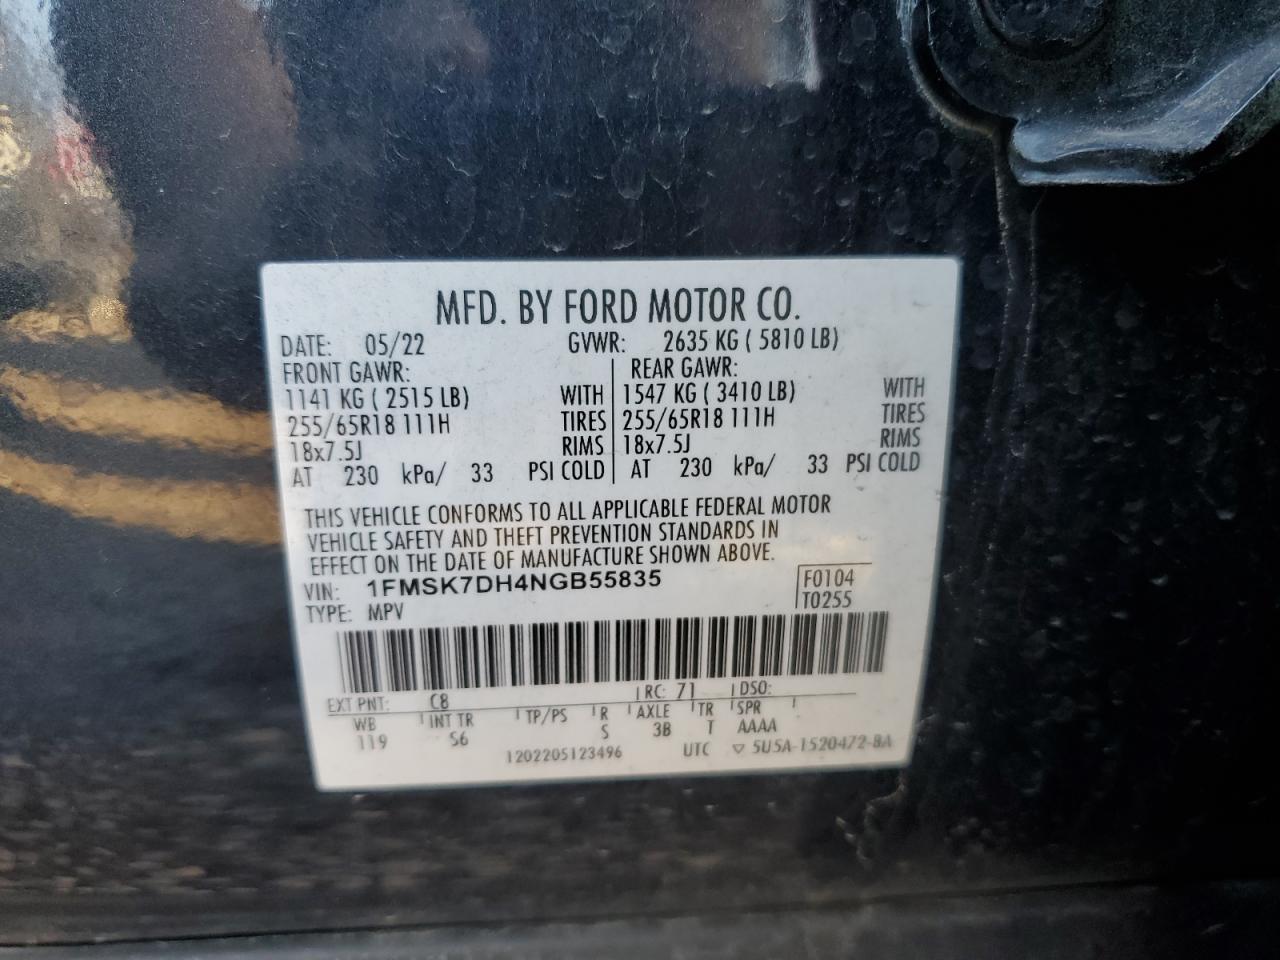 MFD. BY FORD MOTOR CO.
DATE: 05/22 GVWR: 2635 KG ( 5810 LB)
FRONT GAWR: REAR GAWR:
1141 KG ( 2515 LB) WITH 1547 KG ( 3410 LB) WITH
255/65R18 111H TIRES 255/65R18 111H TIRES
18x7.5J RIMS 18x7.5J RIMS
AT 230 kPa/ 33 PSI COLD AT 230 kPa/ 33 PSI COLD
THIS VEHICLE CONFORMS TO ALL APPLICABLE FEDERAL MOTOR
VEHICLE SAFETY AND THEFT PREVENTION STANDARDS IN
EFFECT ON THE DATE OF MANUFACTURE SHOWN ABOVE.
VIN: 1FMSK7DH4NGB55835 F0104
TYPE: MPV T0255
EXT PNT: C8 RC: 71 DSO:
WB INT TR TP/PS R AXLE TR SPR
119 S6 S 3B T AAAA
1202205123496 UTC ▽ 5U5A-1520472-BA